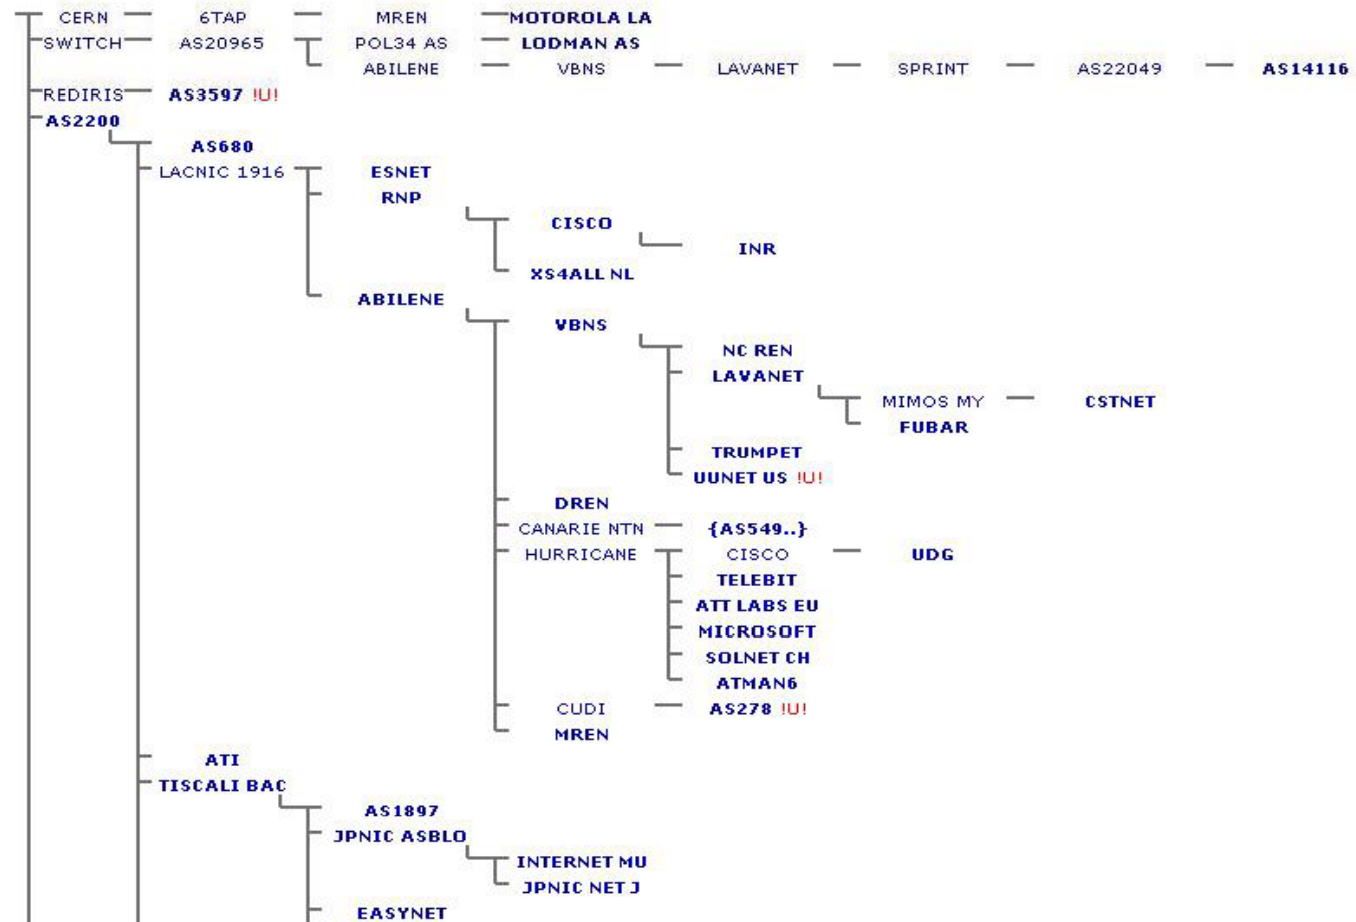 CERN 6TAP MREN MOTOROLA LA
SWITCH AS20965 POL34 AS LODMAN AS
ABILENE VBNS LAVANET SPRINT AS22049 AS14116
REDIRIS AS3597 !U!
AS2200
AS680
LACNIC 1916 ESNET
RNP
CISCO
INR
XS4ALL NL
ABILENE
VBNS
NC REN
LAVANET
MIMOS MY CSTNET
FUBAR
TRUMPET
UUNET US !U!
DREN
CANARIE NTN {AS549..}
HURRICANE CISCO UDG
TELEBIT
ATT LABS EU
MICROSOFT
SOLNET CH
ATMAN6
CUDI AS278 !U!
MREN
ATI
TISCALI BAC
AS1897
JPNIC ASBLO
INTERNET MU
JPNIC NET J
EASYNET